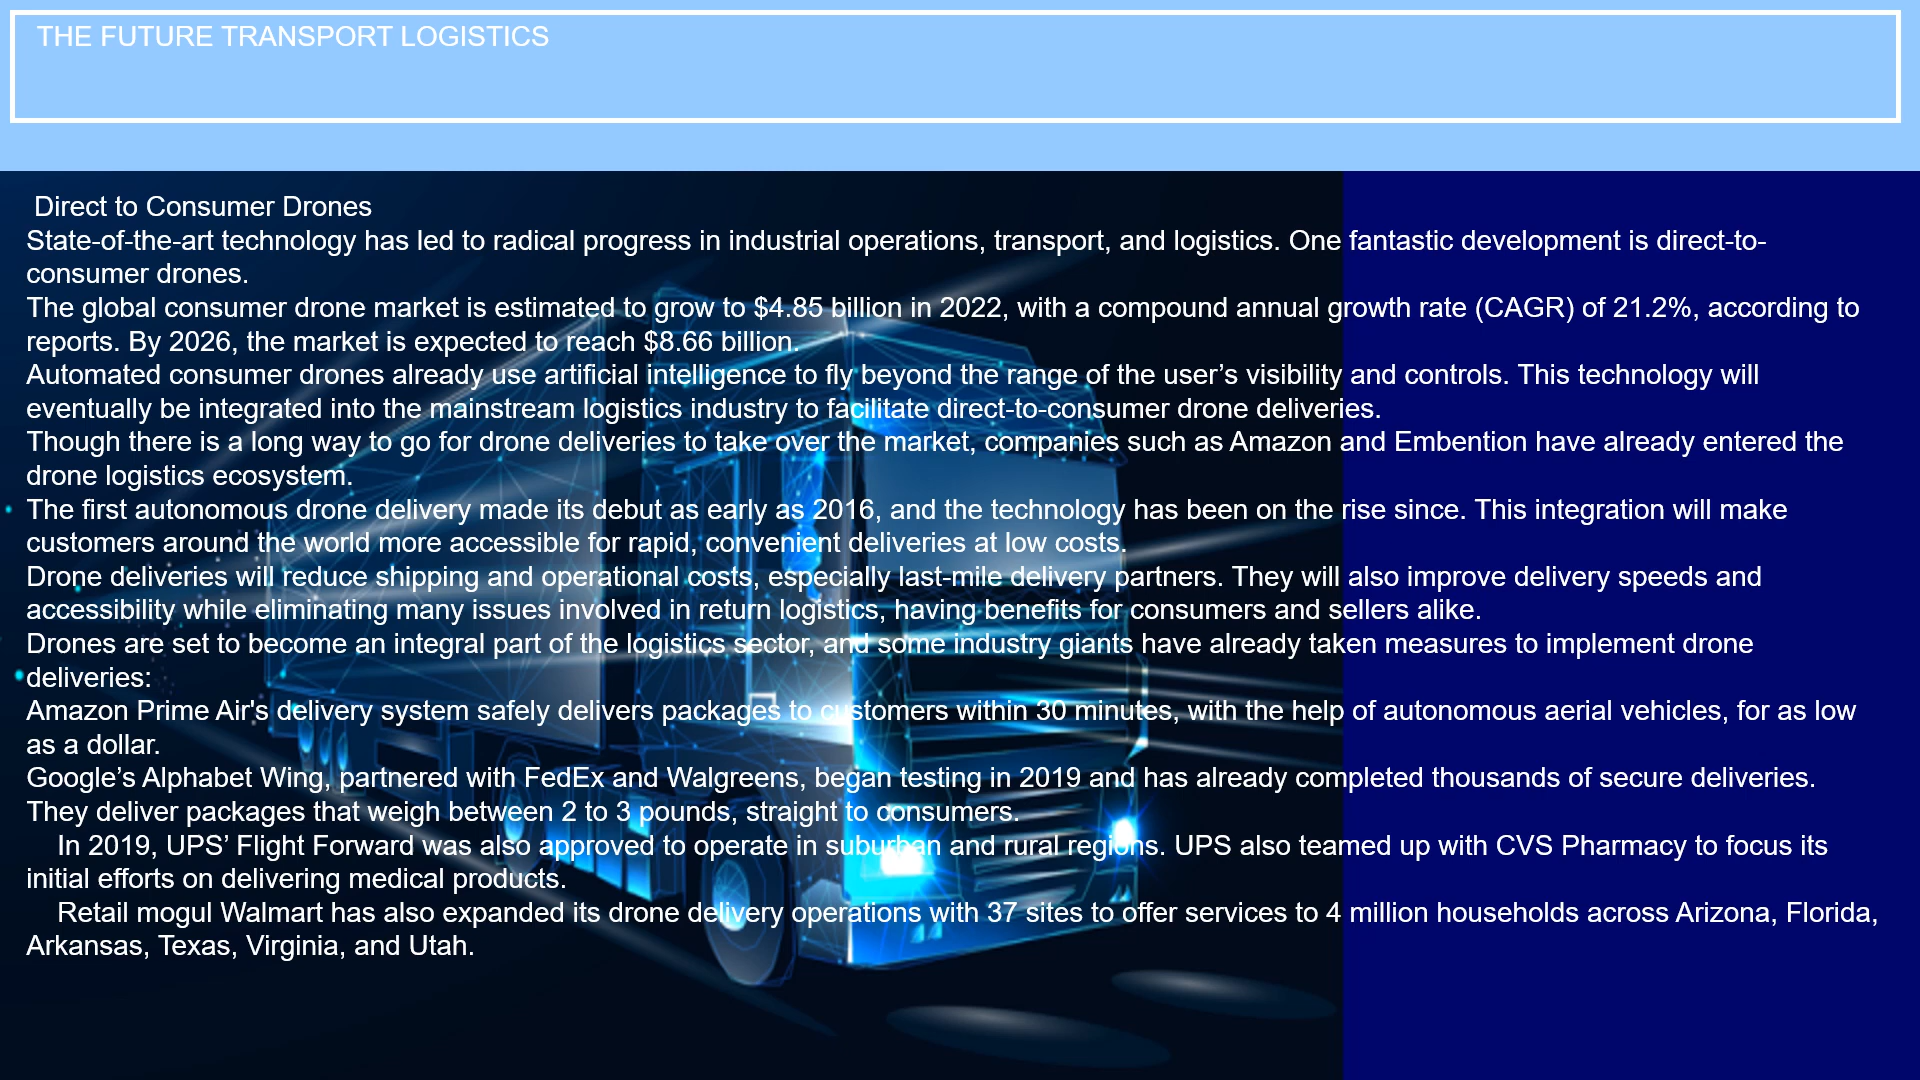 THE FUTURE TRANSPORT LOGISTICS
Direct to Consumer Drones
State-of-the-art technology has led to radical progress in industrial operations, transport, and logistics. One fantastic development is direct-to-
consumer drones.
The global consumer drone market is estimated to grow to $4.85 billion in 2022, with a compound annual growth rate (CAGR) of 21.2%, according to
reports. By 2026, the market is expected to reach $8.66 billion.
Automated consumer drones already use artificial intelligence to fly beyond the range of the user’s visibility and controls. This technology will
eventually be integrated into the mainstream logistics industry to facilitate direct-to-consumer drone deliveries.
Though there is a long way to go for drone deliveries to take over the market, companies such as Amazon and Embention have already entered the
drone logistics ecosystem.
The first autonomous drone delivery made its debut as early as 2016, and the technology has been on the rise since. This integration will make
customers around the world more accessible for rapid, convenient deliveries at low costs.
Drone deliveries will reduce shipping and operational costs, especially last-mile delivery partners. They will also improve delivery speeds and
accessibility while eliminating many issues involved in return logistics, having benefits for consumers and sellers alike.
Drones are set to become an integral part of the logistics sector, and some industry giants have already taken measures to implement drone
deliveries:
Amazon Prime Air's delivery system safely delivers packages to customers within 30 minutes, with the help of autonomous aerial vehicles, for as low
as a dollar.
Google’s Alphabet Wing, partnered with FedEx and Walgreens, began testing in 2019 and has already completed thousands of secure deliveries.
They deliver packages that weigh between 2 to 3 pounds, straight to consumers.
In 2019, UPS’ Flight Forward was also approved to operate in suburban and rural regions. UPS also teamed up with CVS Pharmacy to focus its
initial efforts on delivering medical products.
Retail mogul Walmart has also expanded its drone delivery operations with 37 sites to offer services to 4 million households across Arizona, Florida,
Arkansas, Texas, Virginia, and Utah.